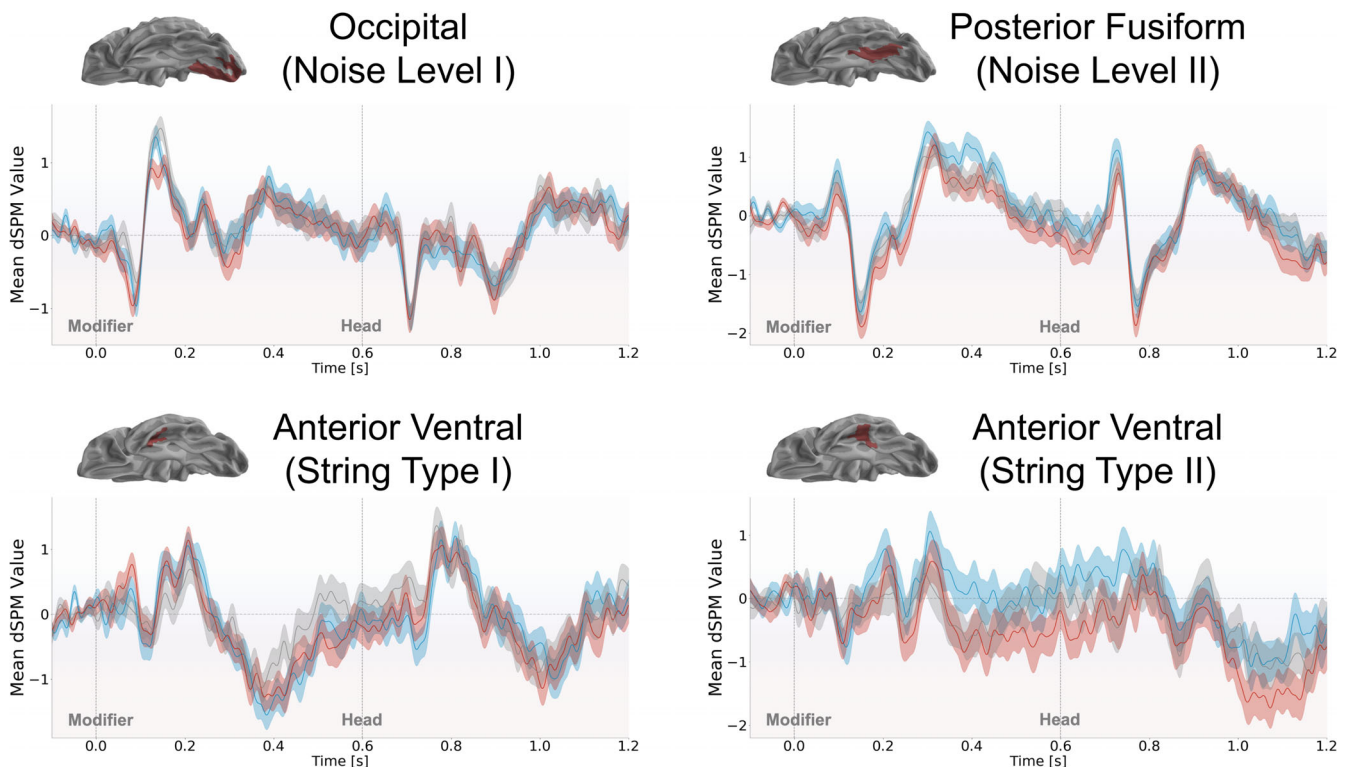 Occipital
(Noise Level I)
Mean dSPM Value
1
0
−1
Modifier
Head
0.0 0.2 0.4 0.6 0.8 1.0 1.2
Time [s]
Posterior Fusiform
(Noise Level II)
Mean dSPM Value
1
0
−1
−2
Modifier
Head
0.0 0.2 0.4 0.6 0.8 1.0 1.2
Time [s]
Anterior Ventral
(String Type I)
Mean dSPM Value
1
0
−1
Modifier
Head
0.0 0.2 0.4 0.6 0.8 1.0 1.2
Time [s]
Anterior Ventral
(String Type II)
Mean dSPM Value
1
0
−1
−2
Modifier
Head
0.0 0.2 0.4 0.6 0.8 1.0 1.2
Time [s]